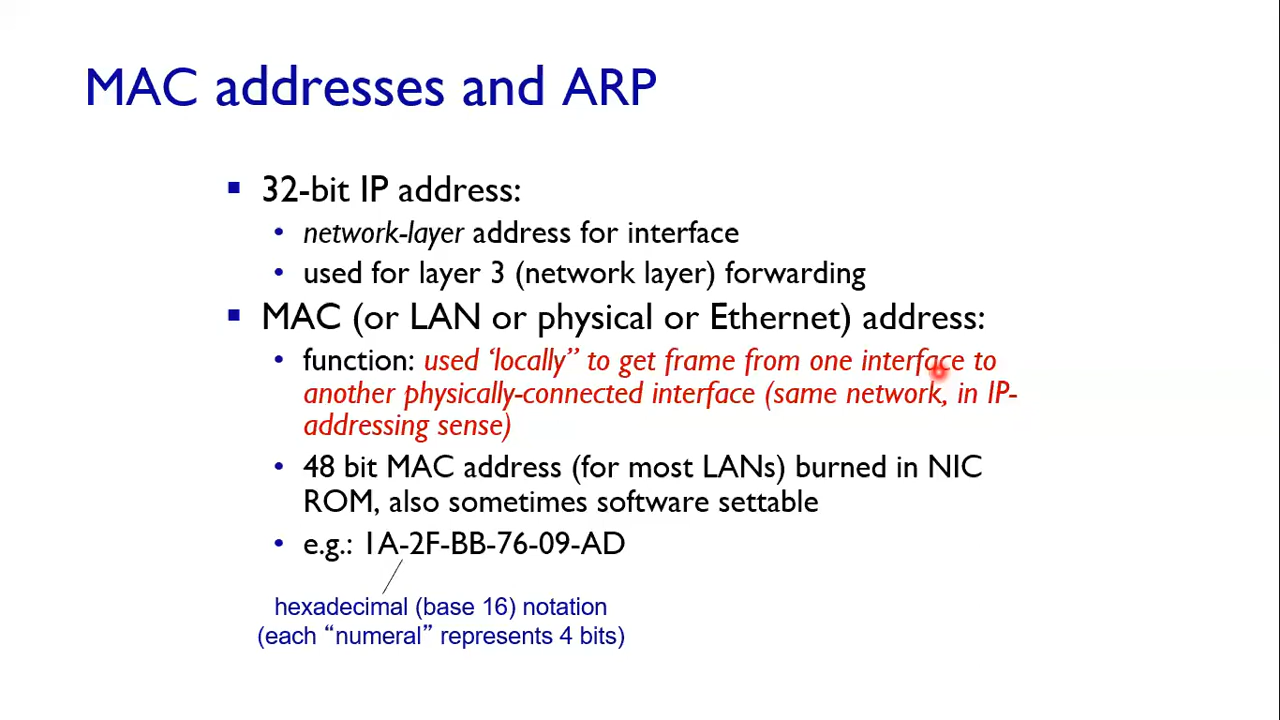 MAC addresses and ARP
▪ 32-bit IP address:
• network-layer address for interface
• used for layer 3 (network layer) forwarding
▪ MAC (or LAN or physical or Ethernet) address:
• function: used ‘locally” to get frame from one interface to
another physically-connected interface (same network, in IP-
addressing sense)
• 48 bit MAC address (for most LANs) burned in NIC
ROM, also sometimes software settable
• e.g.: 1A-2F-BB-76-09-AD
hexadecimal (base 16) notation
(each “numeral” represents 4 bits)